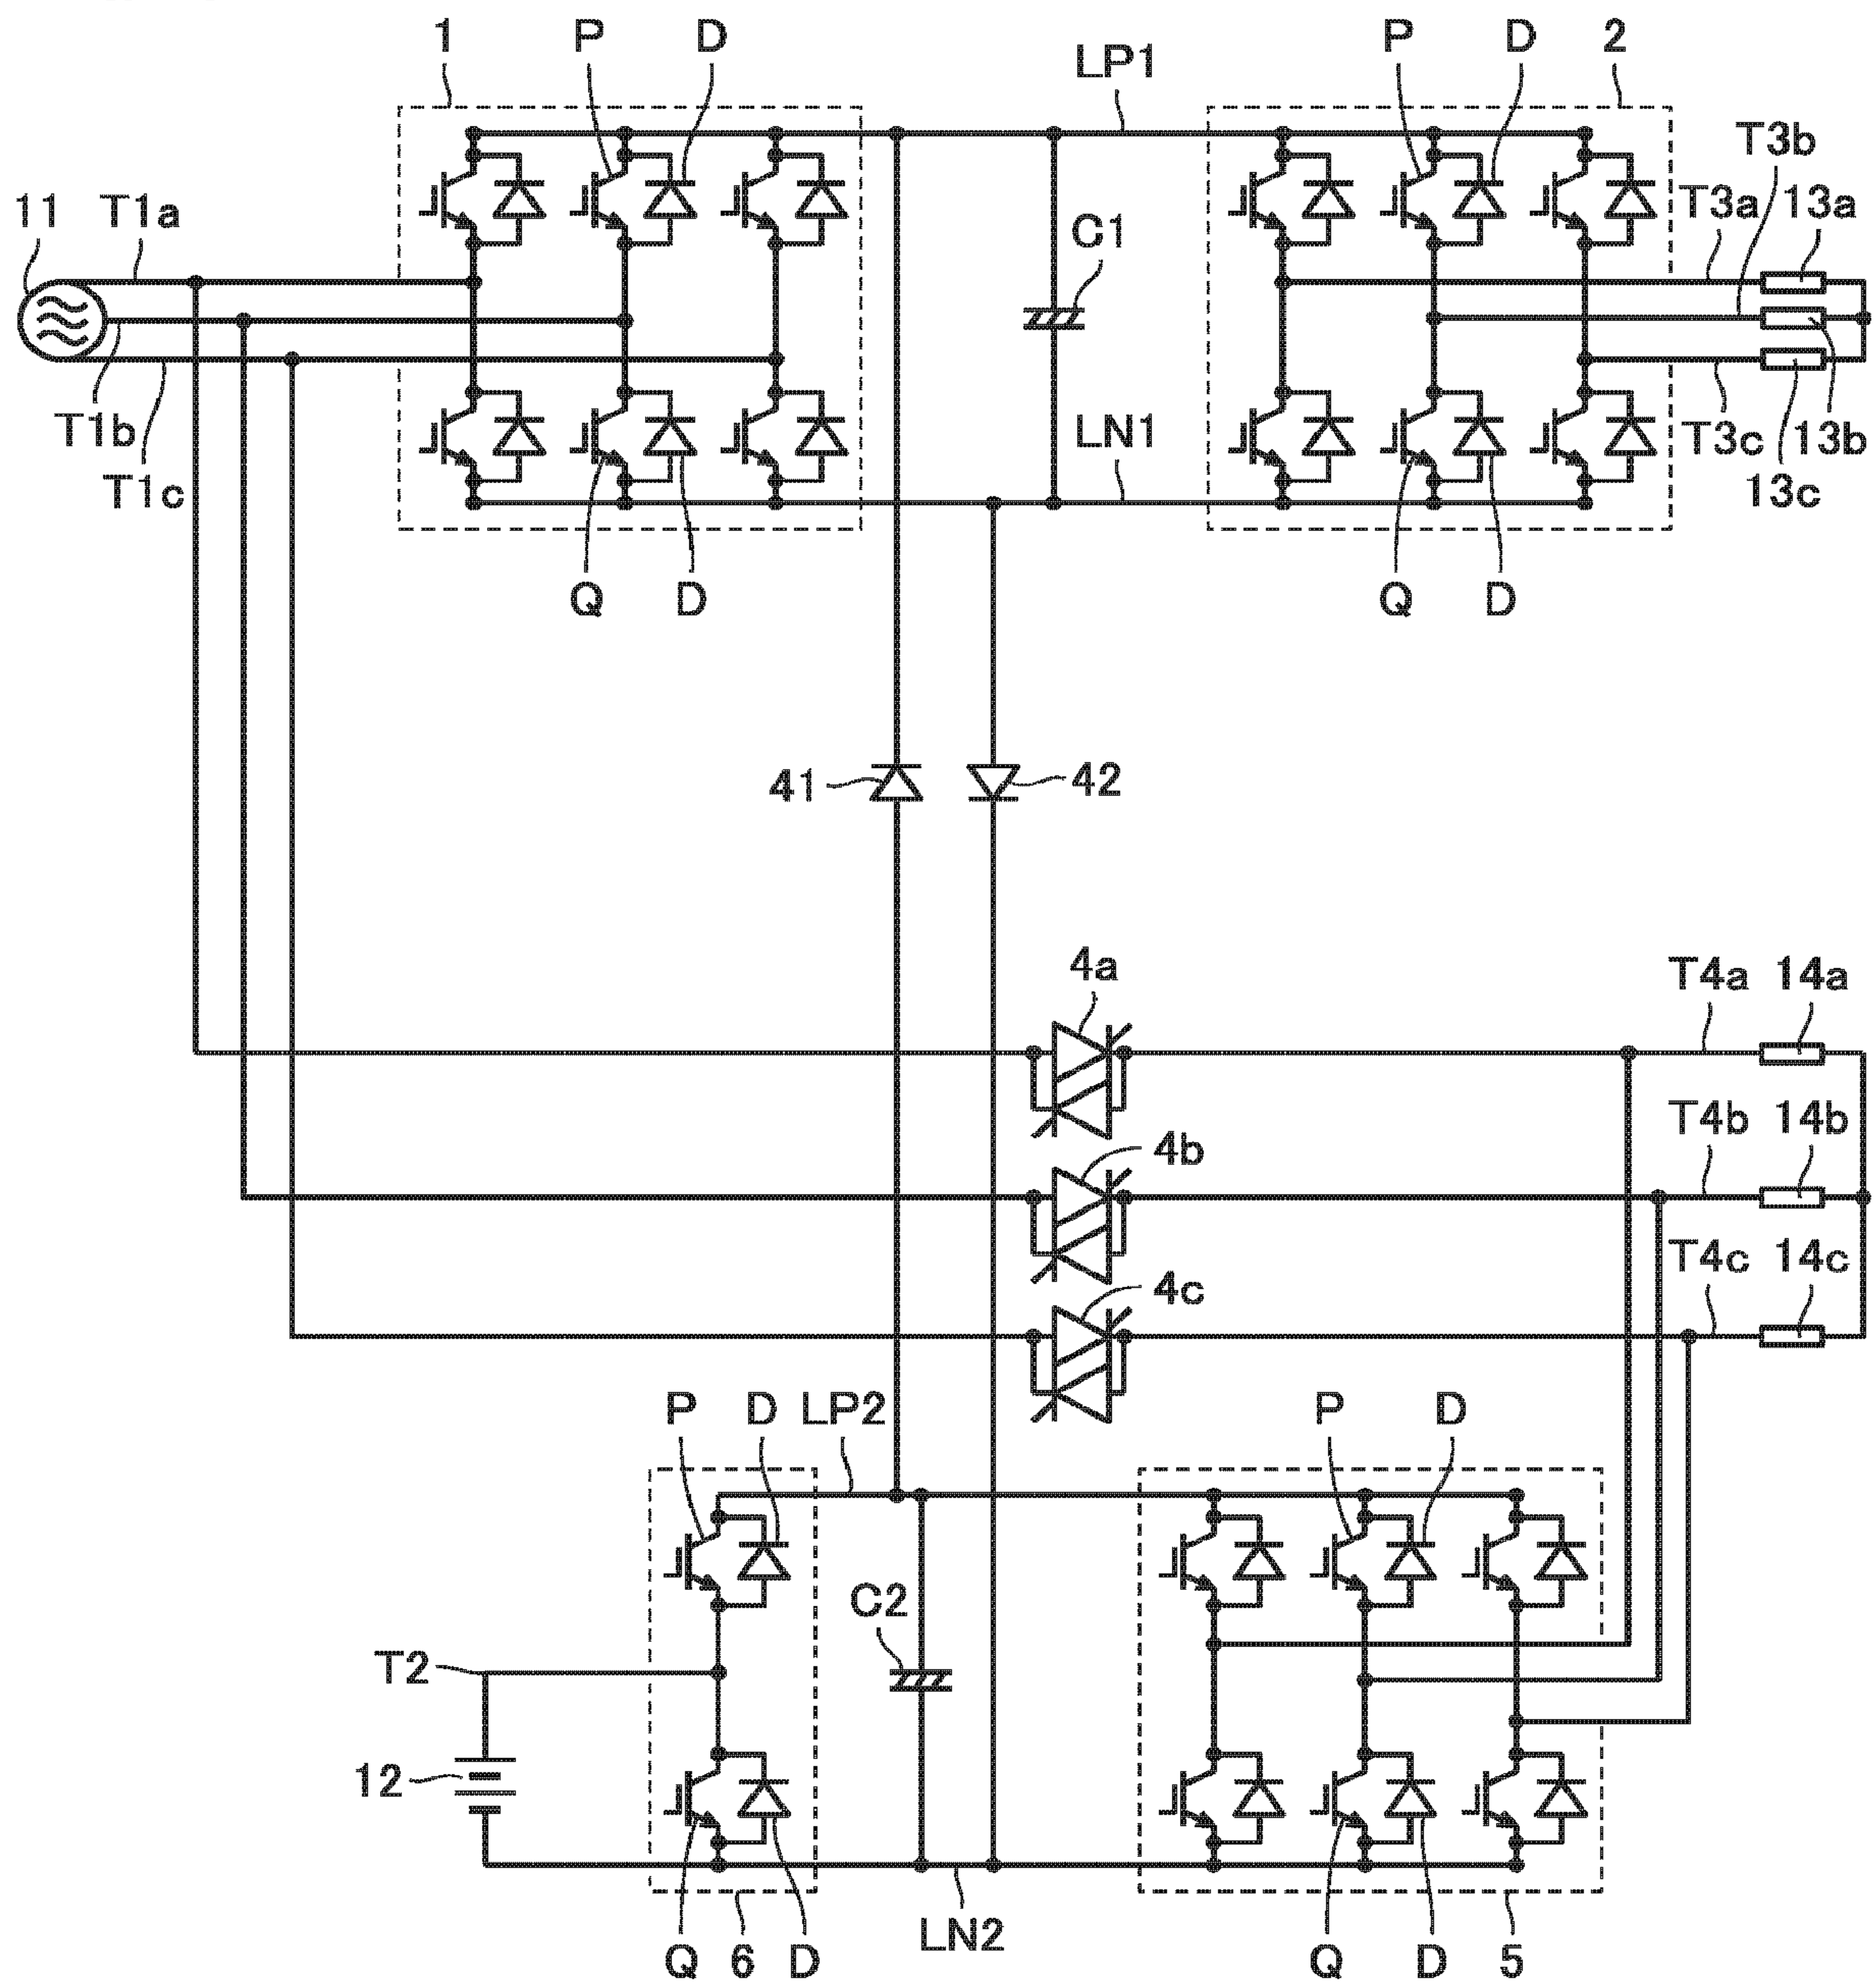 1 P D LP1 P D 2
T3b
11 T1a T3a 13a
C1
T1b LN1 T3c 13b
T1c 13c
Q D Q D
41 42
4a T4a 14a
4b T4b 14b
4c T4c 14c
P D LP2 P D
C2
T2
12
LN2
Q 6 D Q D 5